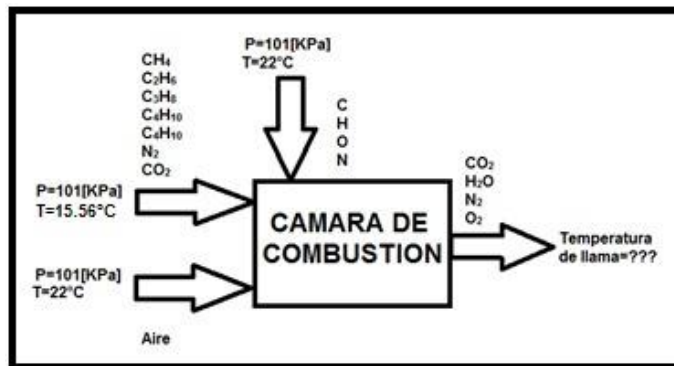 P=101[KPa]
T=22°C
CH₄
C₂H₆
C₃H₈
C₄H₁₀
C₄H₁₀
N₂
CO₂
C
H
O
N
P=101[KPa]
T=15.56°C
CAMARA DE
COMBUSTION
CO₂
H₂O
N₂
O₂
Temperatura
de llama=???
P=101[KPa]
T=22°C
Aire